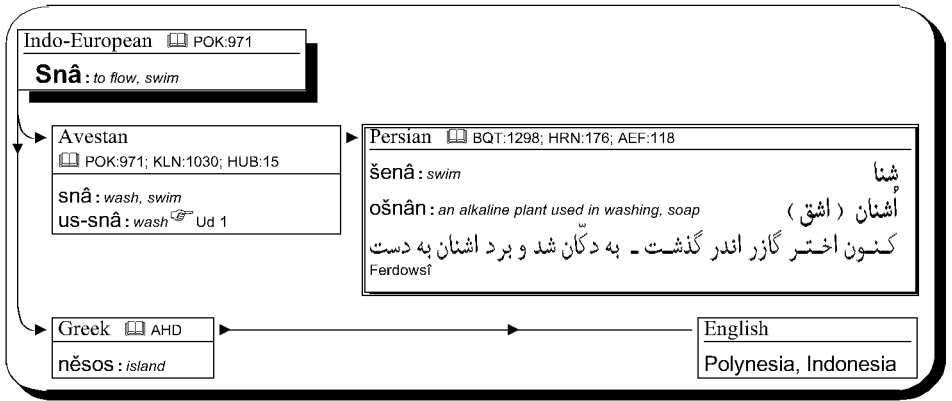 Indo-European POK:971
Snâ : to flow, swim
Avestan
POK:971; KLN:1030; HUB:15
snâ : wash, swim
us-snâ : wash Ud 1
Persian BQT:1298; HRN:176; AEF:118
šenâ : swim شنا
ošnân : an alkaline plant used in washing, soap اُشنان ( اشق )
کنون اختر گازر اندر گذشت ـ به دکّان شد و برد اشنان به دست
Ferdowsî
Greek AHD
něsos : island
English
Polynesia, Indonesia